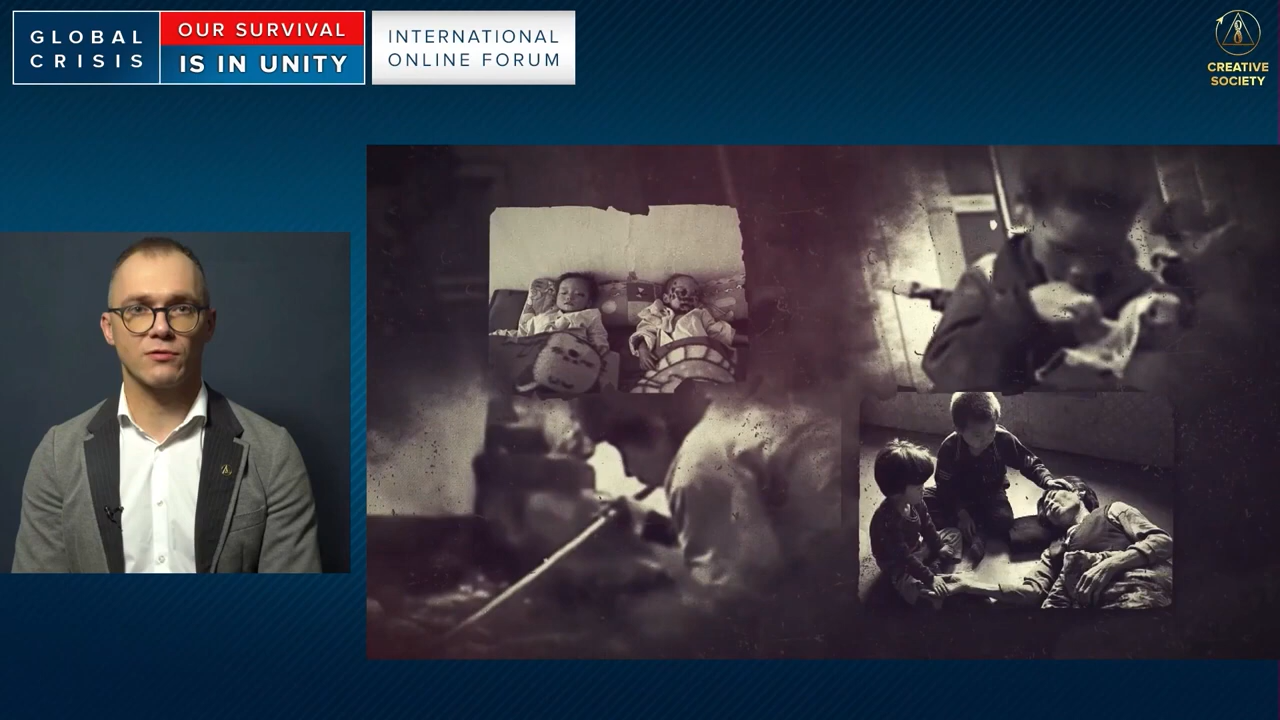 GLOBAL
CRISIS
OUR SURVIVAL
IS IN UNITY
INTERNATIONAL
ONLINE FORUM
CREATIVE
SOCIETY